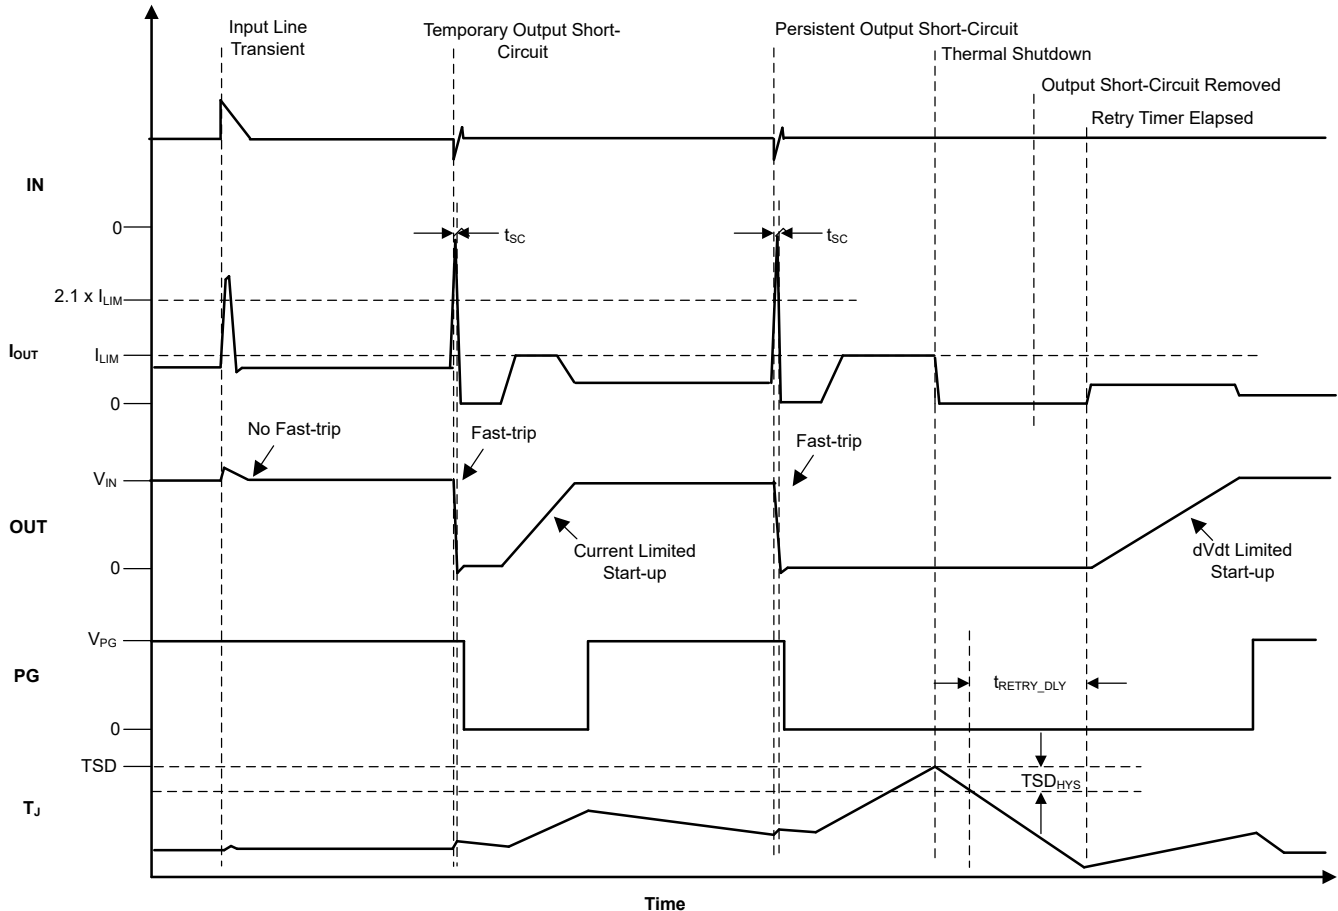 Input Line
Transient
Temporary Output Short-
Circuit
Persistent Output Short-Circuit
Thermal Shutdown
Output Short-Circuit Removed
Retry Timer Elapsed
IN
0
tSC
tSC
2.1 x ILIM
IOUT
ILIM
0
No Fast-trip
Fast-trip
Fast-trip
VIN
OUT
Current Limited
Start-up
dVdt Limited
Start-up
0
VPG
PG
tRETRY_DLY
0
TSD
TSDHYS
TJ
Time